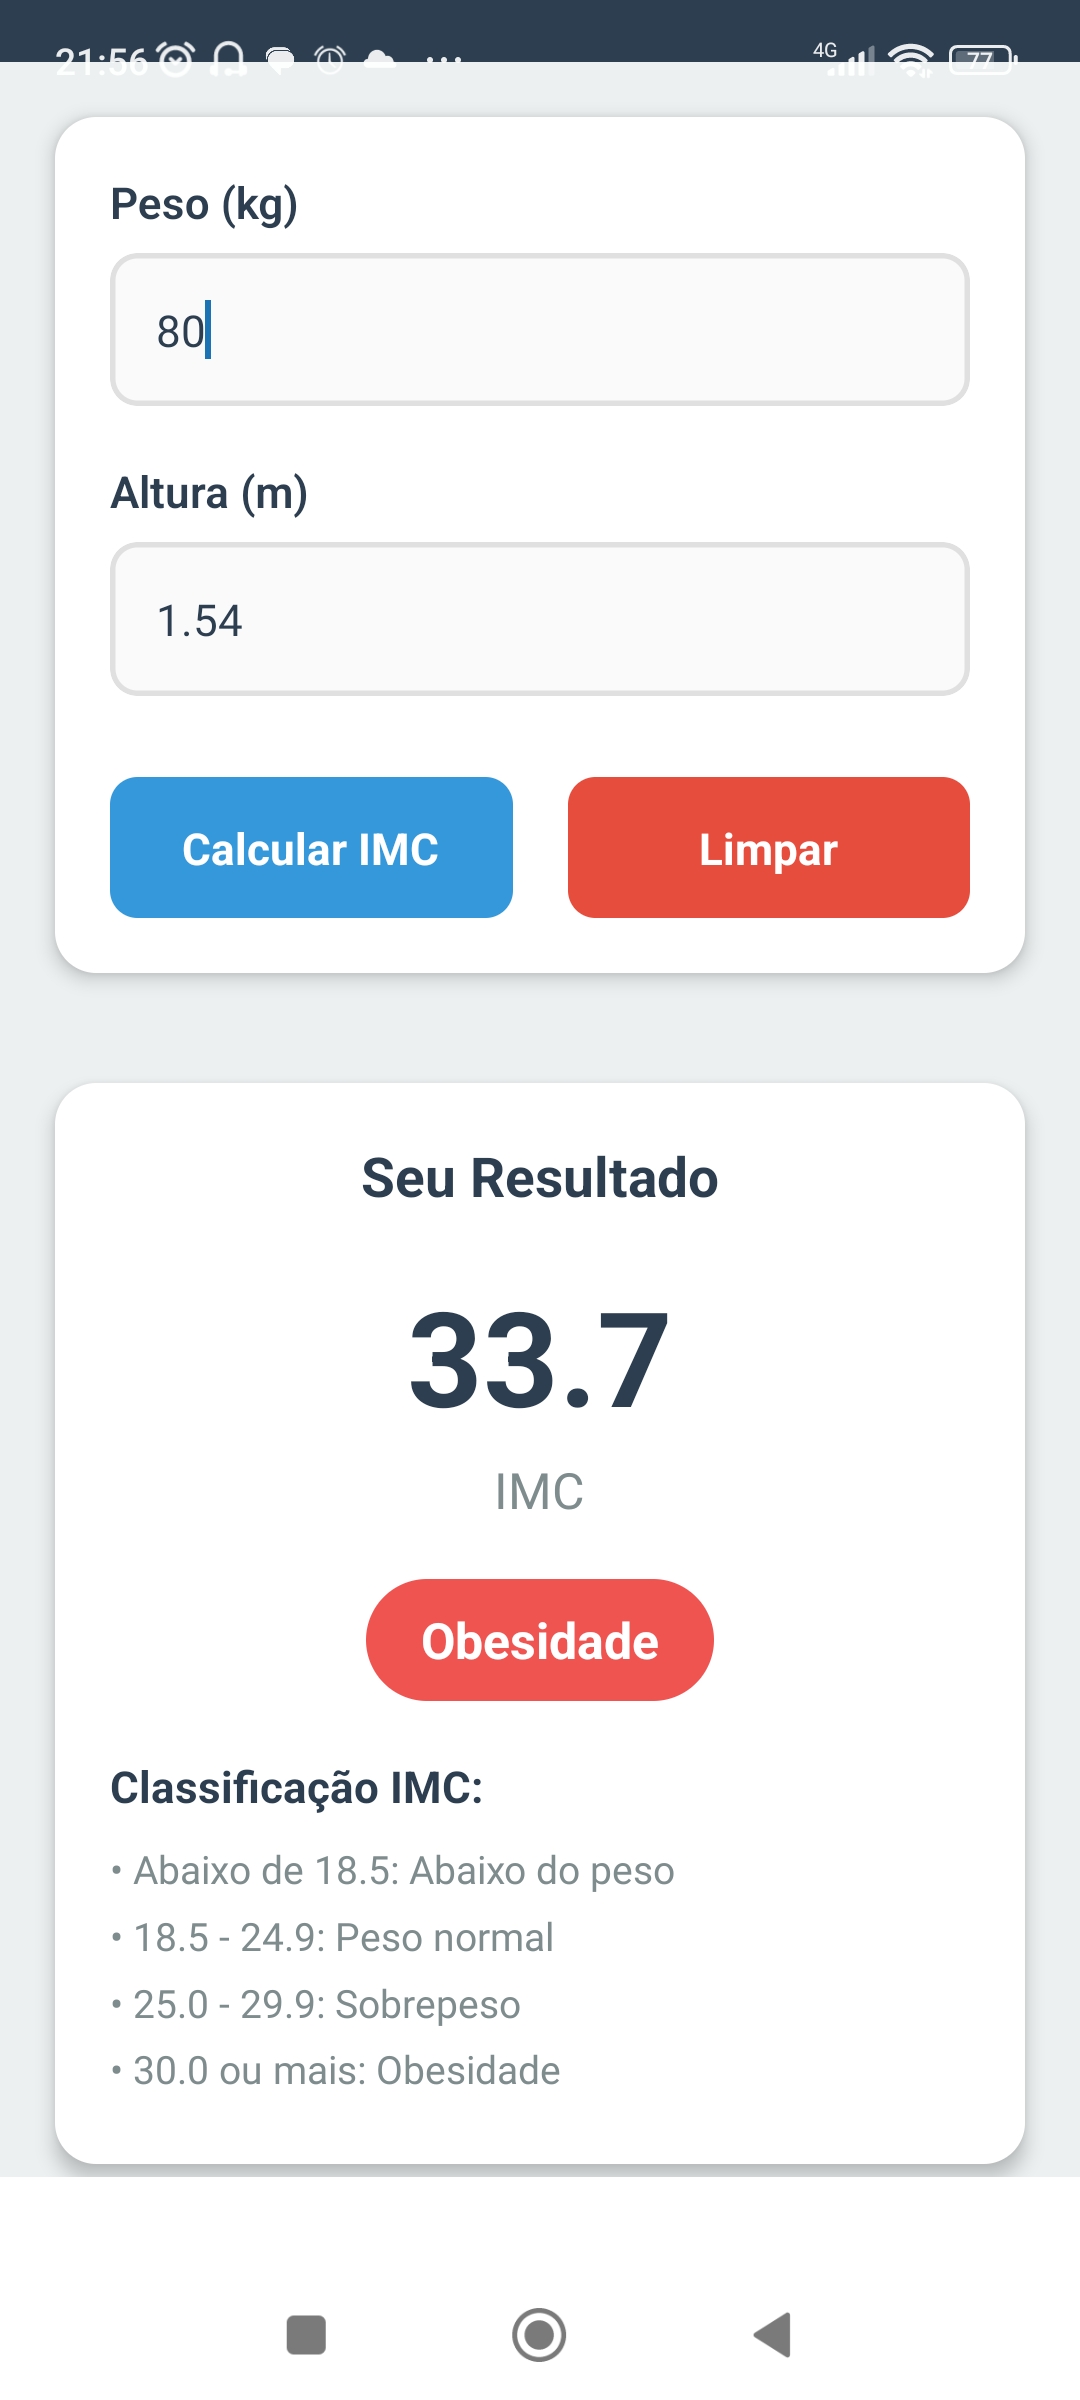 21:56
4G
77
Peso (kg)
80
Altura (m)
1.54
Calcular IMC
Limpar
Seu Resultado
33.7
IMC
Obesidade
Classificação IMC:
• Abaixo de 18.5: Abaixo do peso
• 18.5 - 24.9: Peso normal
• 25.0 - 29.9: Sobrepeso
• 30.0 ou mais: Obesidade